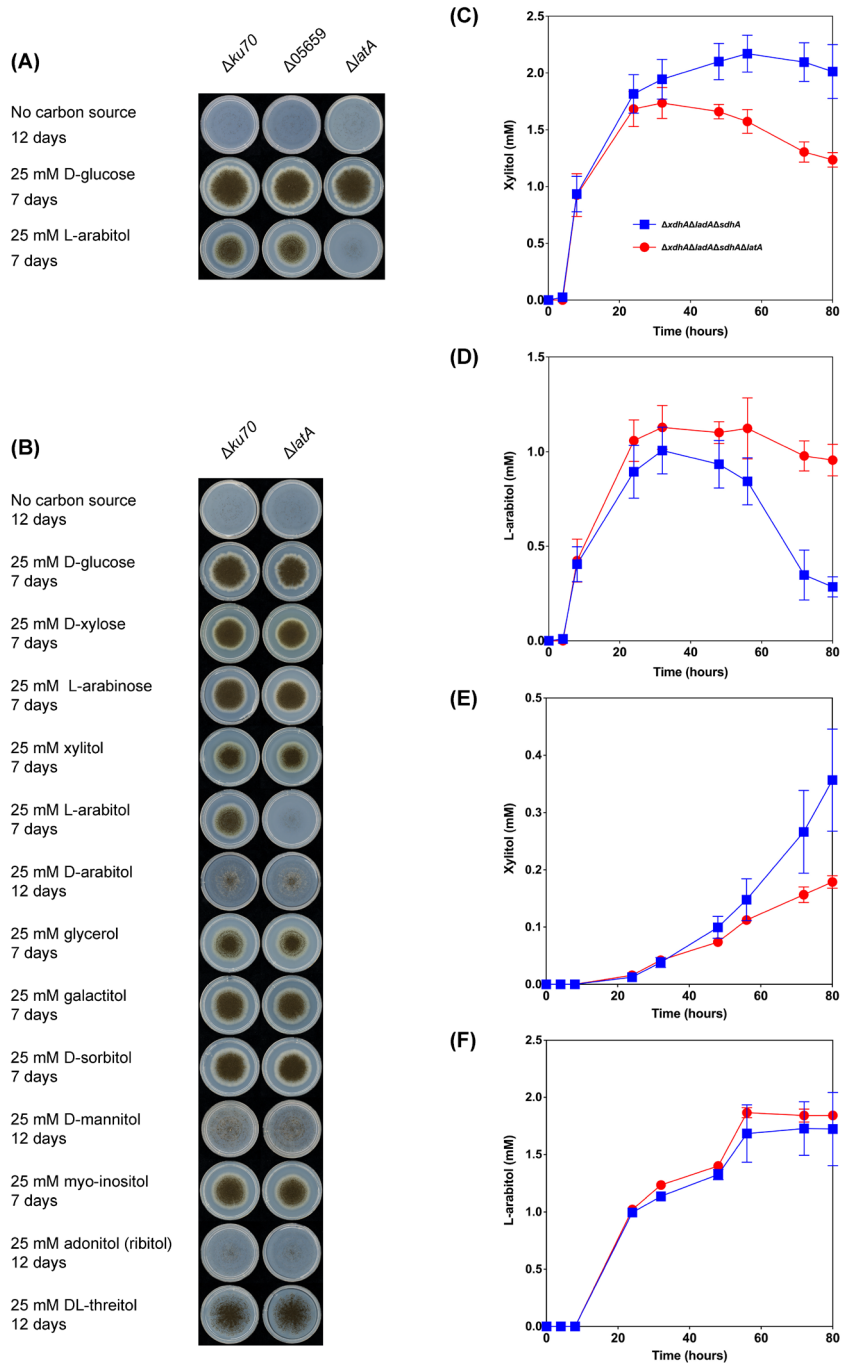 (A)
Δku70
Δ05659
ΔlatA
No carbon source
12 days
25 mM D-glucose
7 days
25 mM L-arabitol
7 days
(B)
Δku70
ΔlatA
No carbon source
12 days
25 mM D-glucose
7 days
25 mM D-xylose
7 days
25 mM L-arabinose
7 days
25 mM xylitol
7 days
25 mM L-arabitol
7 days
25 mM D-arabitol
12 days
25 mM glycerol
7 days
25 mM galactitol
7 days
25 mM D-sorbitol
7 days
25 mM D-mannitol
12 days
25 mM myo-inositol
7 days
25 mM adonitol (ribitol)
12 days
25 mM DL-threitol
12 days
(C)
Xylitol (mM)
2.5
2.0
1.5
1.0
0.5
0.0
0 20 40 60 80
Time (hours)
ΔxdhAΔladAΔsdhA
ΔxdhAΔladAΔsdhAΔlatA
(D)
L-arabitol (mM)
1.5
1.0
0.5
0.0
0 20 40 60 80
Time (hours)
(E)
Xylitol (mM)
0.5
0.4
0.3
0.2
0.1
0.0
0 20 40 60 80
Time (hours)
(F)
L-arabitol (mM)
2.5
2.0
1.5
1.0
0.5
0.0
0 20 40 60 80
Time (hours)